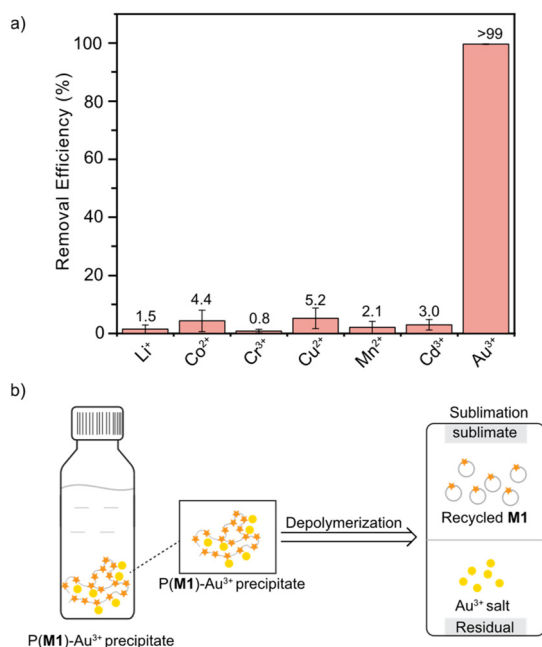 a)
Removal Efficiency (%)
100
80
60
40
20
0
1.5
4.4
0.8
5.2
2.1
3.0
>99
Li⁺
Co²⁺
Cr³⁺
Cu²⁺
Mn²⁺
Cd³⁺
Au³⁺
b)
P(M1)-Au³⁺ precipitate
P(M1)-Au³⁺ precipitate
Depolymerization
Sublimation
sublimate
Recycled M1
Au³⁺ salt
Residual